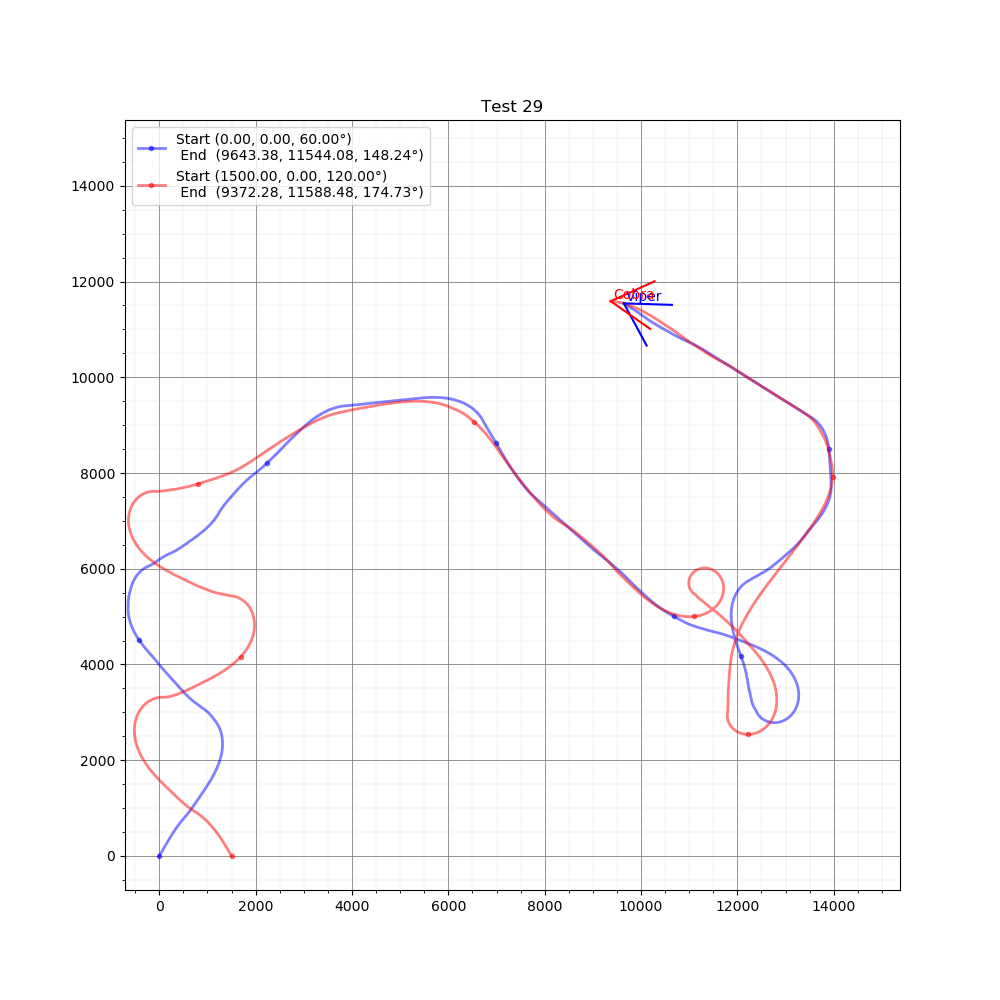 Test 29
Start (0.00, 0.00, 60.00°)
End  (9643.38, 11544.08, 148.24°)
Start (1500.00, 0.00, 120.00°)
End  (9372.28, 11588.48, 174.73°)
14000
12000
10000
8000
6000
4000
2000
0
Cobra
Viper
0 2000 4000 6000 8000 10000 12000 14000